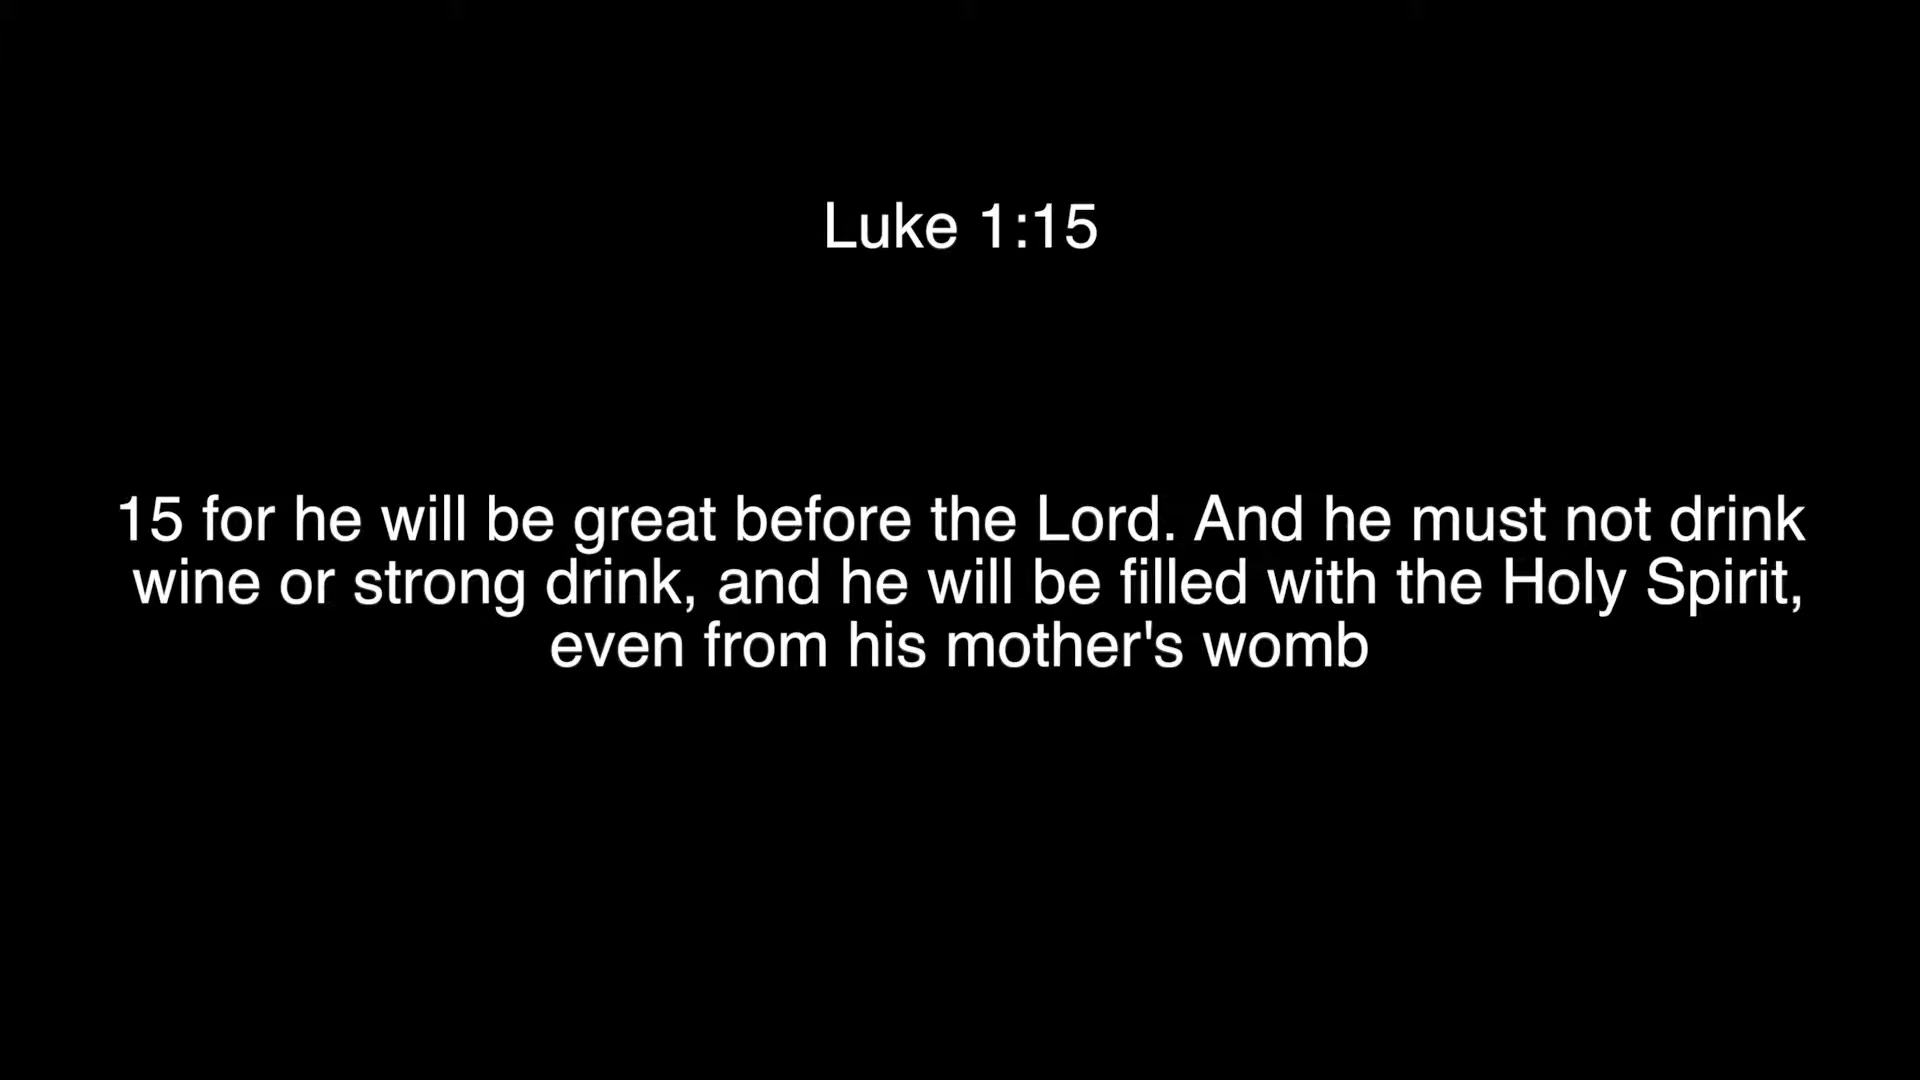 Luke 1:15
15 for he will be great before the Lord. And he must not drink
wine or strong drink, and he will be filled with the Holy Spirit,
even from his mother's womb